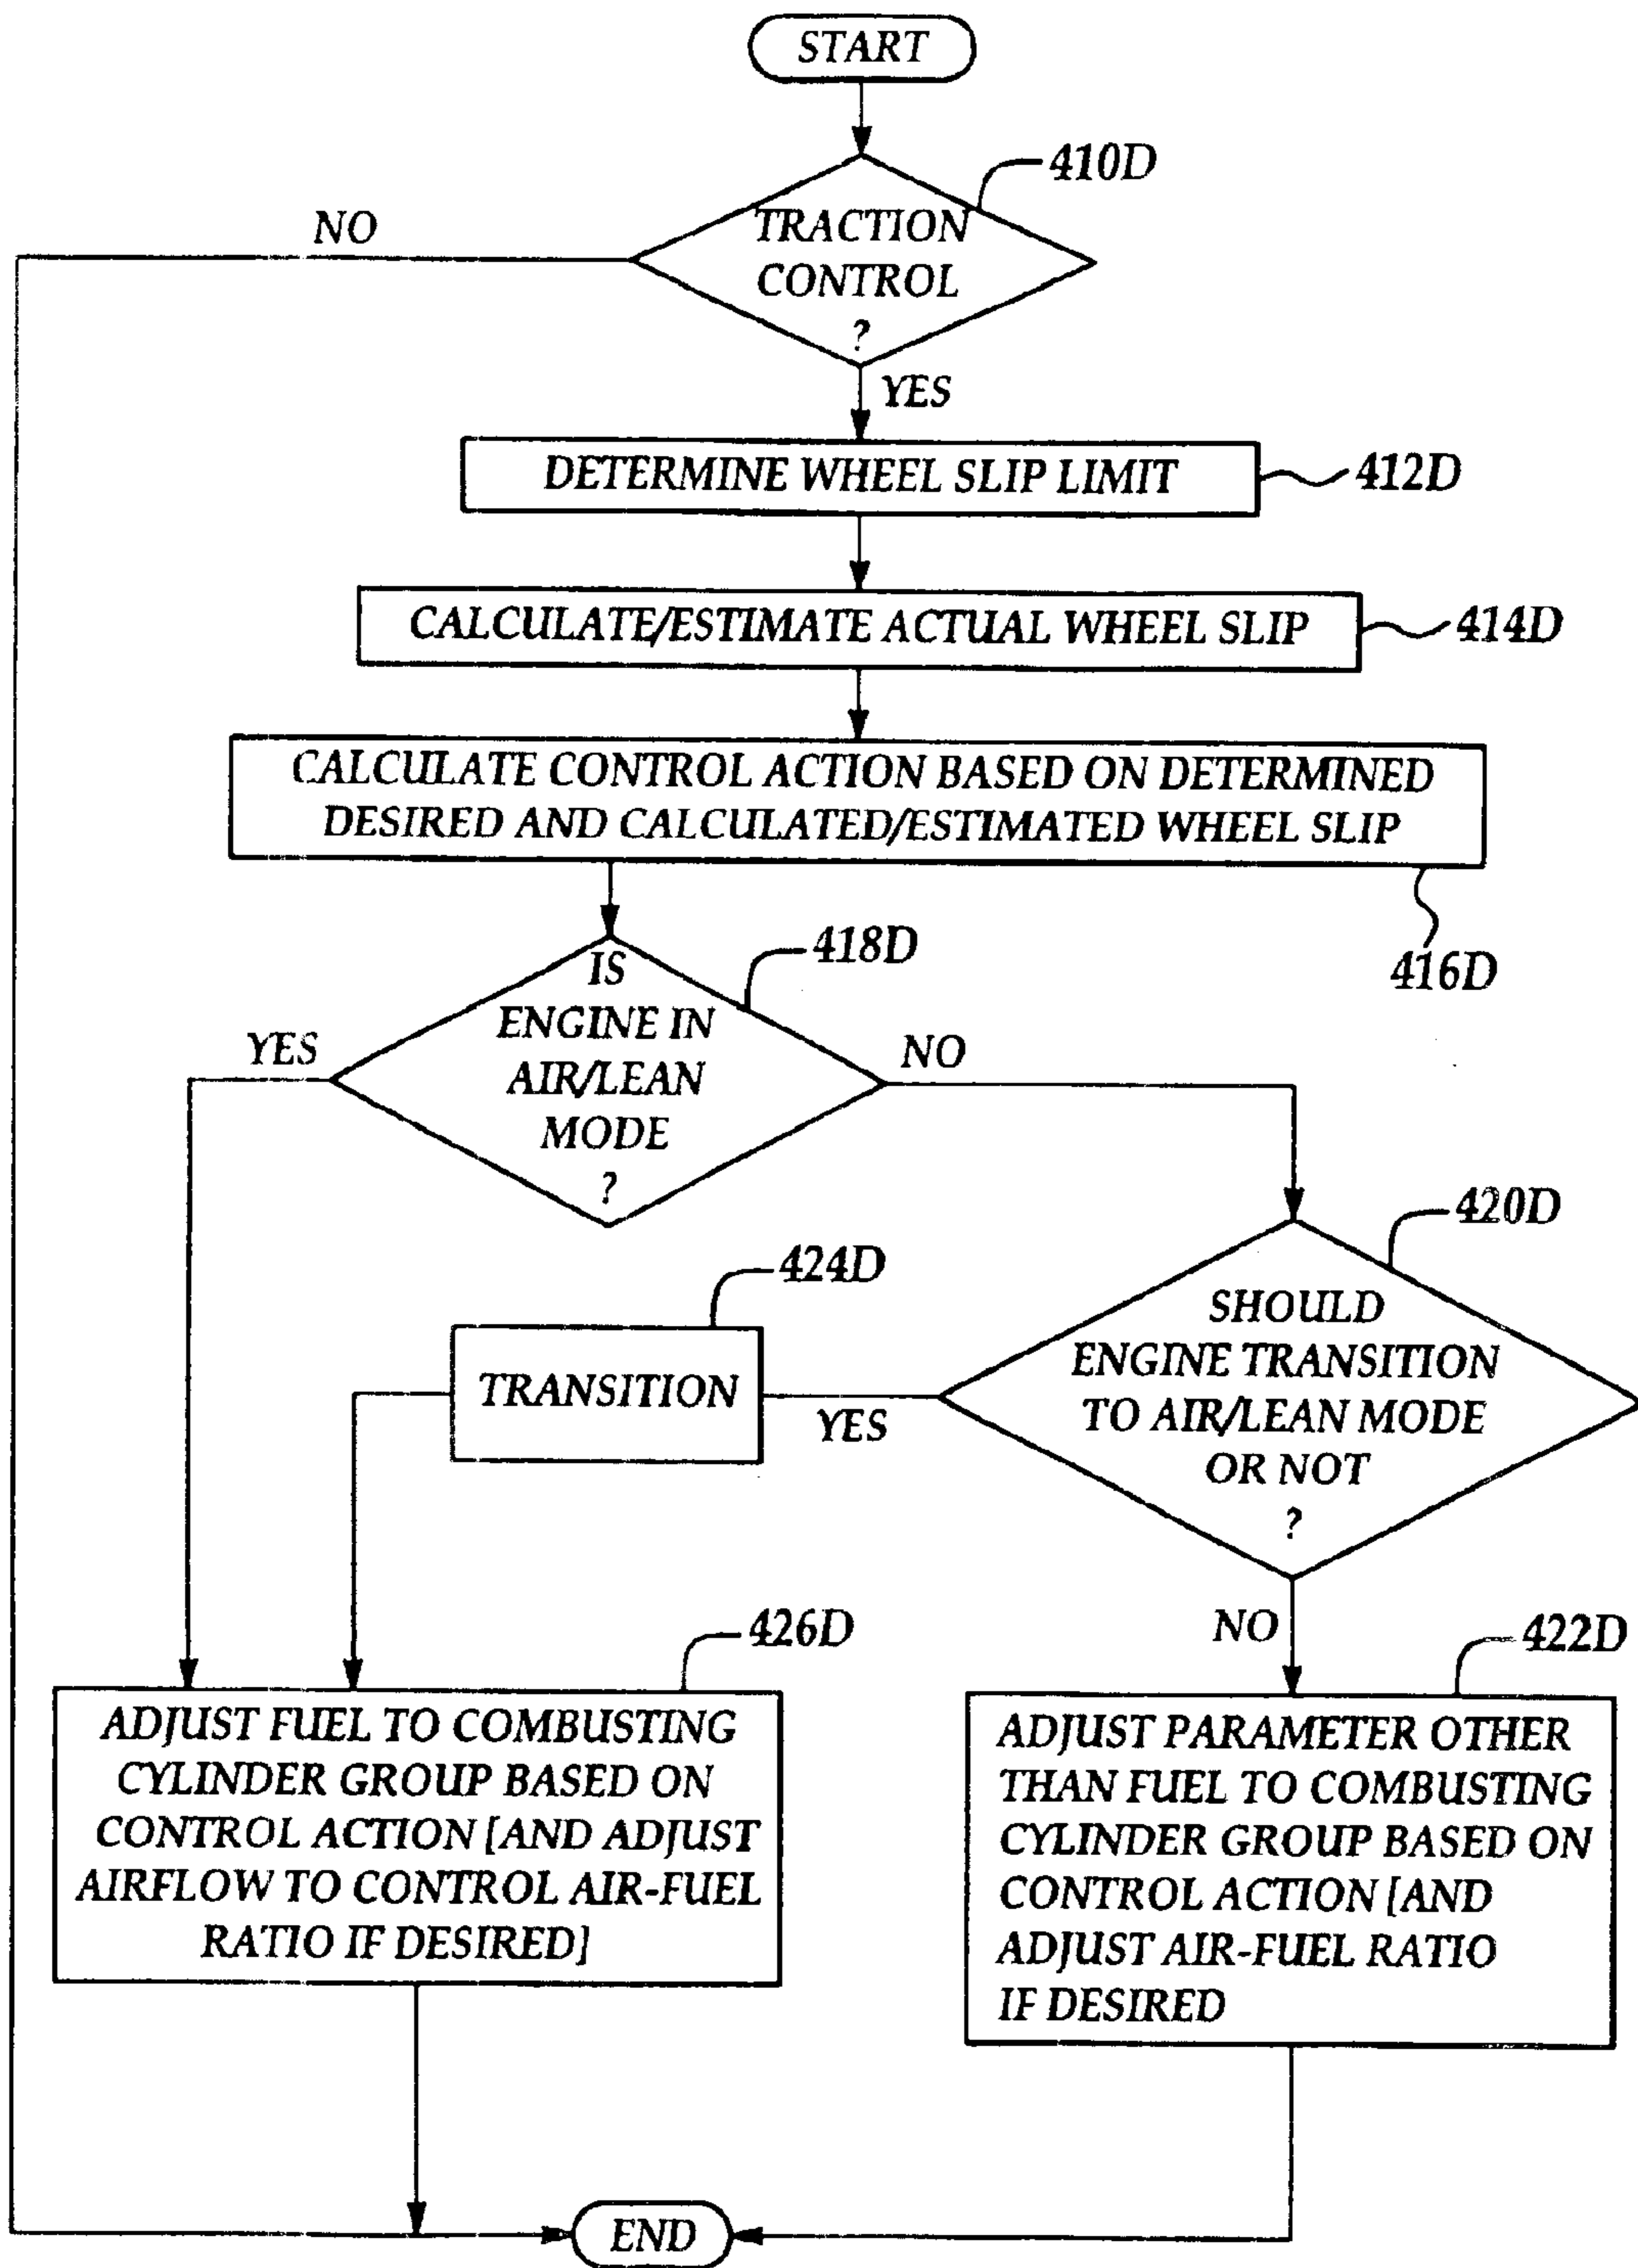 START
410D
NO
TRACTION
CONTROL
?
YES
DETERMINE WHEEL SLIP LIMIT
412D
CALCULATE/ESTIMATE ACTUAL WHEEL SLIP
414D
CALCULATE CONTROL ACTION BASED ON DETERMINED
DESIRED AND CALCULATED/ESTIMATED WHEEL SLIP
416D
418D
IS
ENGINE IN
AIR/LEAN
MODE
?
YES
NO
420D
424D
SHOULD
ENGINE TRANSITION
TO AIR/LEAN MODE
OR NOT
?
TRANSITION
YES
NO
426D
422D
ADJUST FUEL TO COMBUSTING
CYLINDER GROUP BASED ON
CONTROL ACTION [AND ADJUST
AIRFLOW TO CONTROL AIR-FUEL
RATIO IF DESIRED]
ADJUST PARAMETER OTHER
THAN FUEL TO COMBUSTING
CYLINDER GROUP BASED ON
CONTROL ACTION [AND
ADJUST AIR-FUEL RATIO
IF DESIRED
END